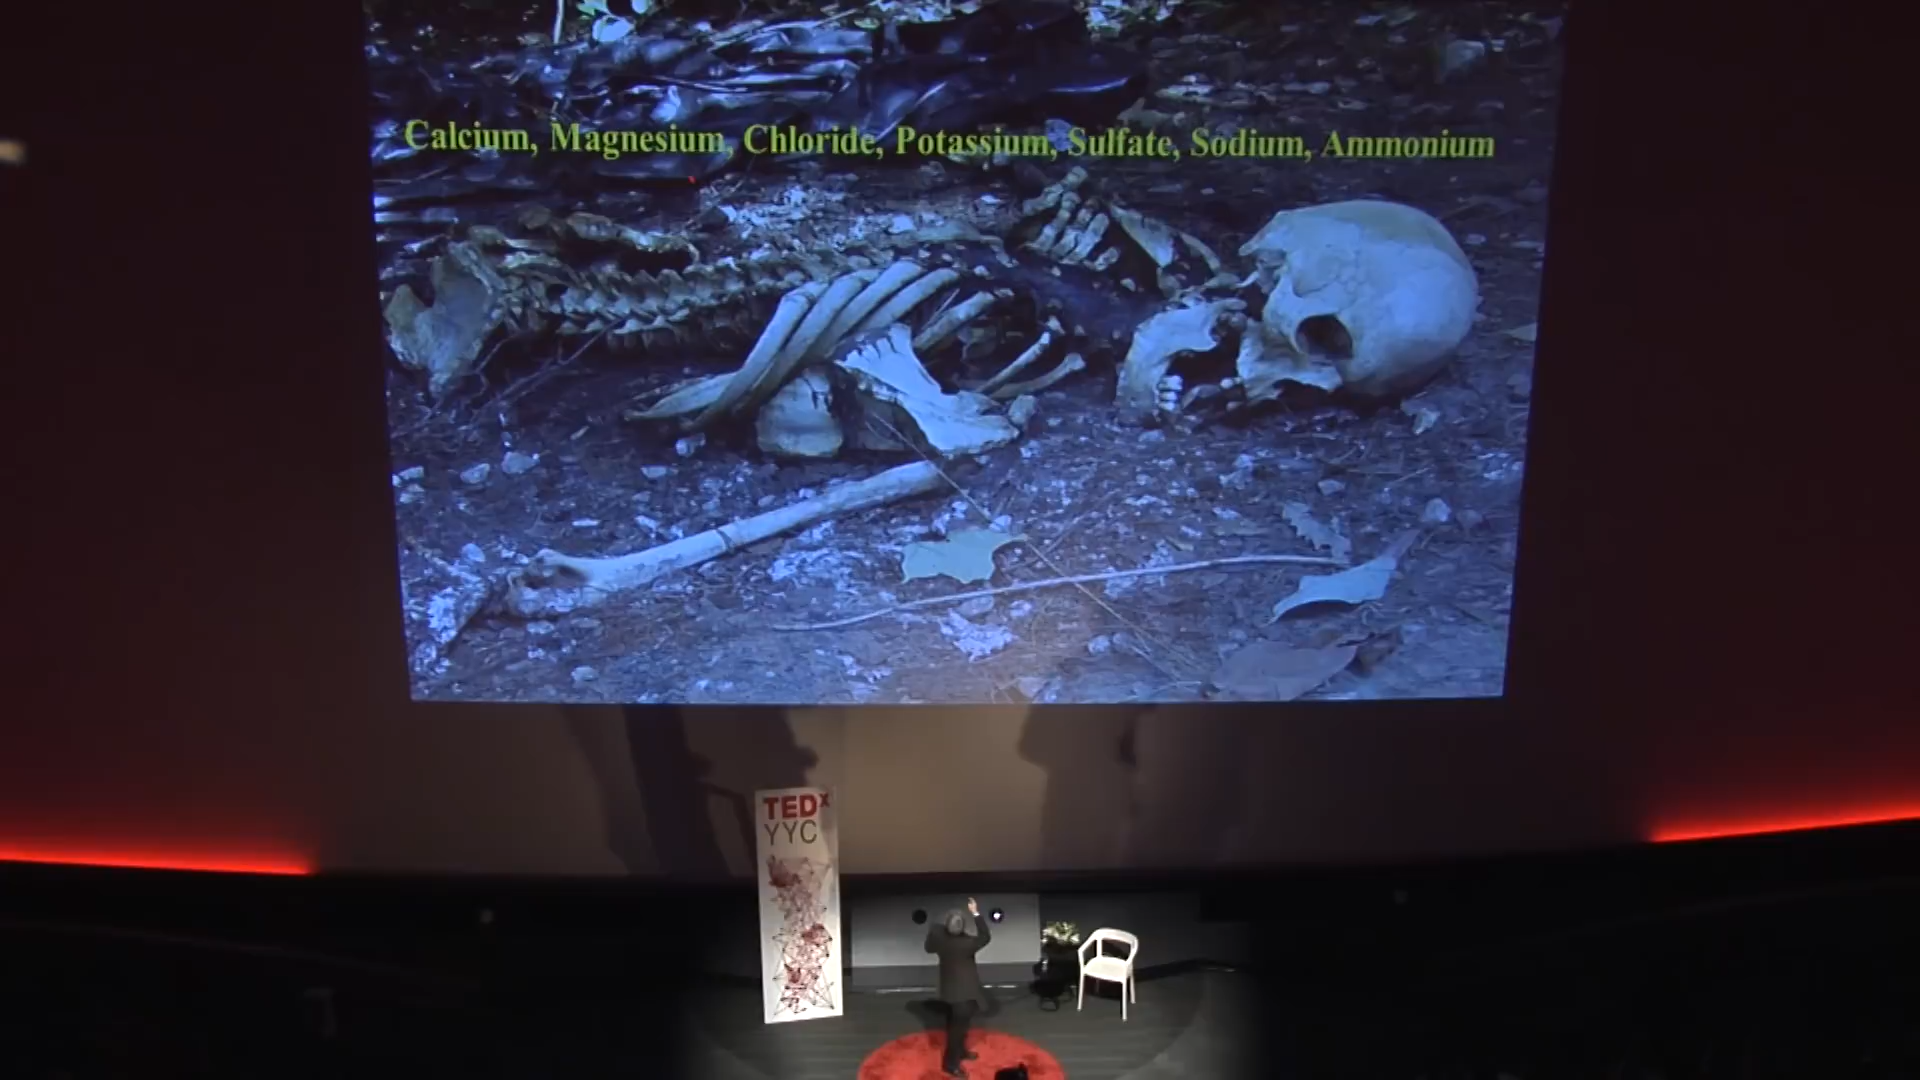 Calcium, Magnesium, Chloride, Potassium, Sulfate, Sodium, Ammonium
TEDx
YYC